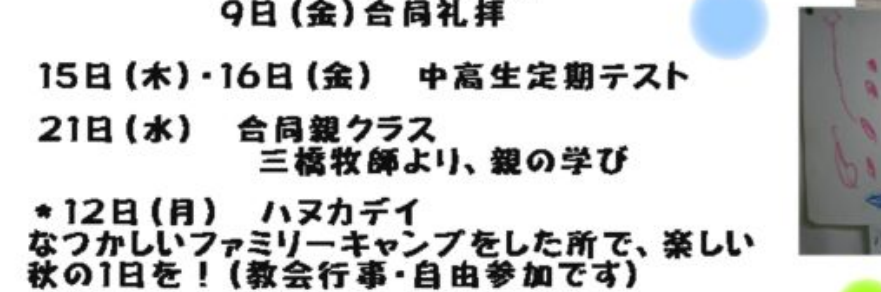 9日(金)合同礼拝
15日(木)・16日(金) 中高生定期テスト
21日(水) 合同親クラス
三橋牧師より、親の学び
*12日(月) ハヌカデイ
なつかしいファミリーキャンプをした所で、楽しい
秋の1日を!(教会行事・自由参加です)